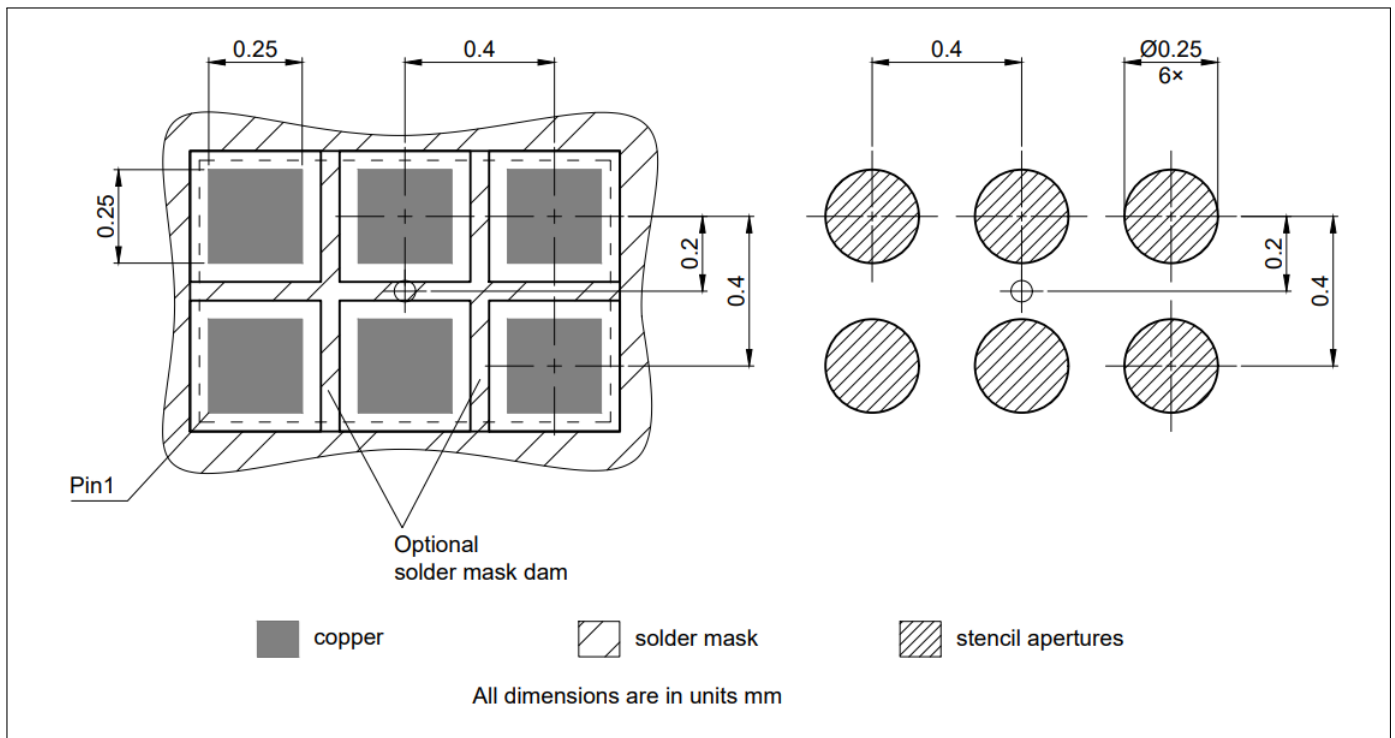 0.25
0.4
0.4
Ø0.25
6×
0.25
0.2
0.4
0.2
0.4
Pin1
Optional
solder mask dam
copper
solder mask
stencil apertures
All dimensions are in units mm